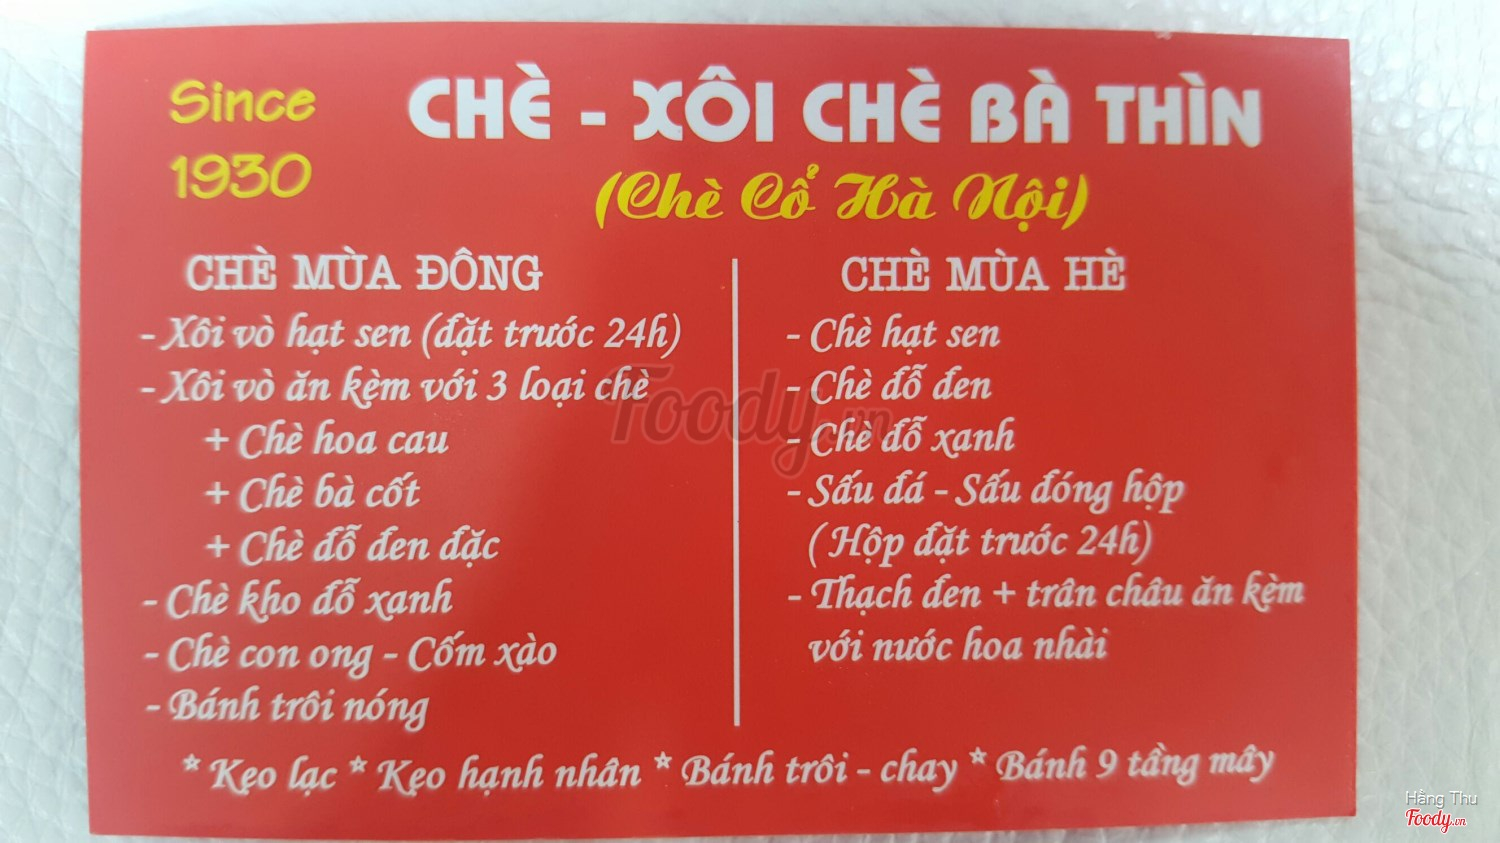 Since
1930
CHÈ - XÔI CHÈ BÀ THÌN
(Chè Cổ Hà Nội)
CHÈ MÙA ĐÔNG
- Xôi vò hạt sen (đặt trước 24h)
- Xôi vò ăn kèm với 3 loại chè
+ Chè hoa cau
+ Chè bà cốt
+ Chè đỗ đen đặc
- Chè kho đỗ xanh
- Chè con ong - Cốm xào
- Bánh trôi nóng
CHÈ MÙA HÈ
- Chè hạt sen
- Chè đỗ đen
- Chè đỗ xanh
- Sấu đá - Sấu đóng hộp
( Hộp đặt trước 24h)
- Thạch đen + trân châu ăn kèm
với nước hoa nhài
* Kẹo lạc * Kẹo hạnh nhân * Bánh trôi - chay * Bánh 9 tầng mây
Foody.vn
Hằng Thu
Foody.vn